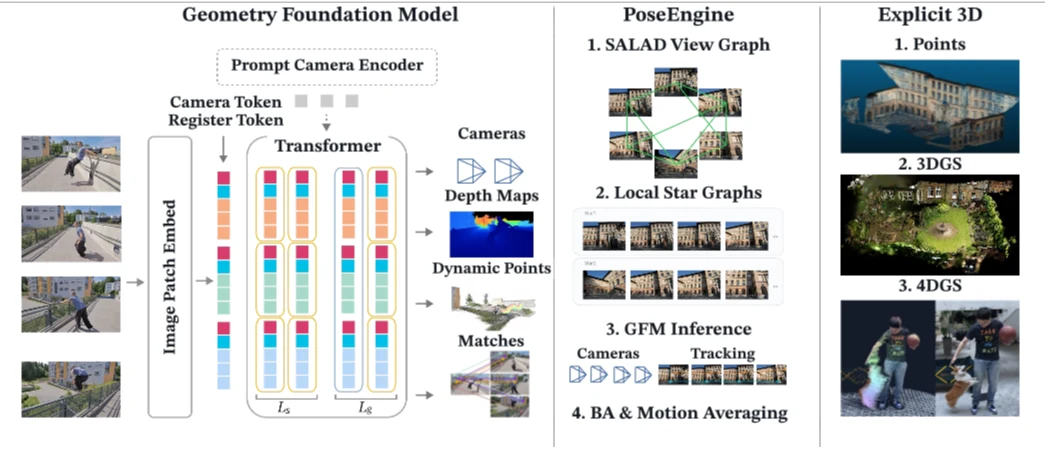 Geometry Foundation Model
Prompt Camera Encoder
Camera Token
Register Token
Image Patch Embed
Transformer
Ls
Lg
Cameras
Depth Maps
Dynamic Points
Matches
PoseEngine
1. SALAD View Graph
2. Local Star Graphs
...
...
3. GFM Inference
Cameras
Tracking
4. BA & Motion Averaging
Explicit 3D
1. Points
2. 3DGS
3. 4DGS